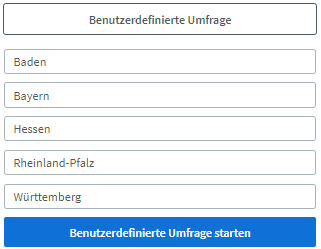 Benutzerdefinierte Umfrage
Baden
Bayern
Hessen
Rheinland-Pfalz
Württemberg
Benutzerdefinierte Umfrage starten